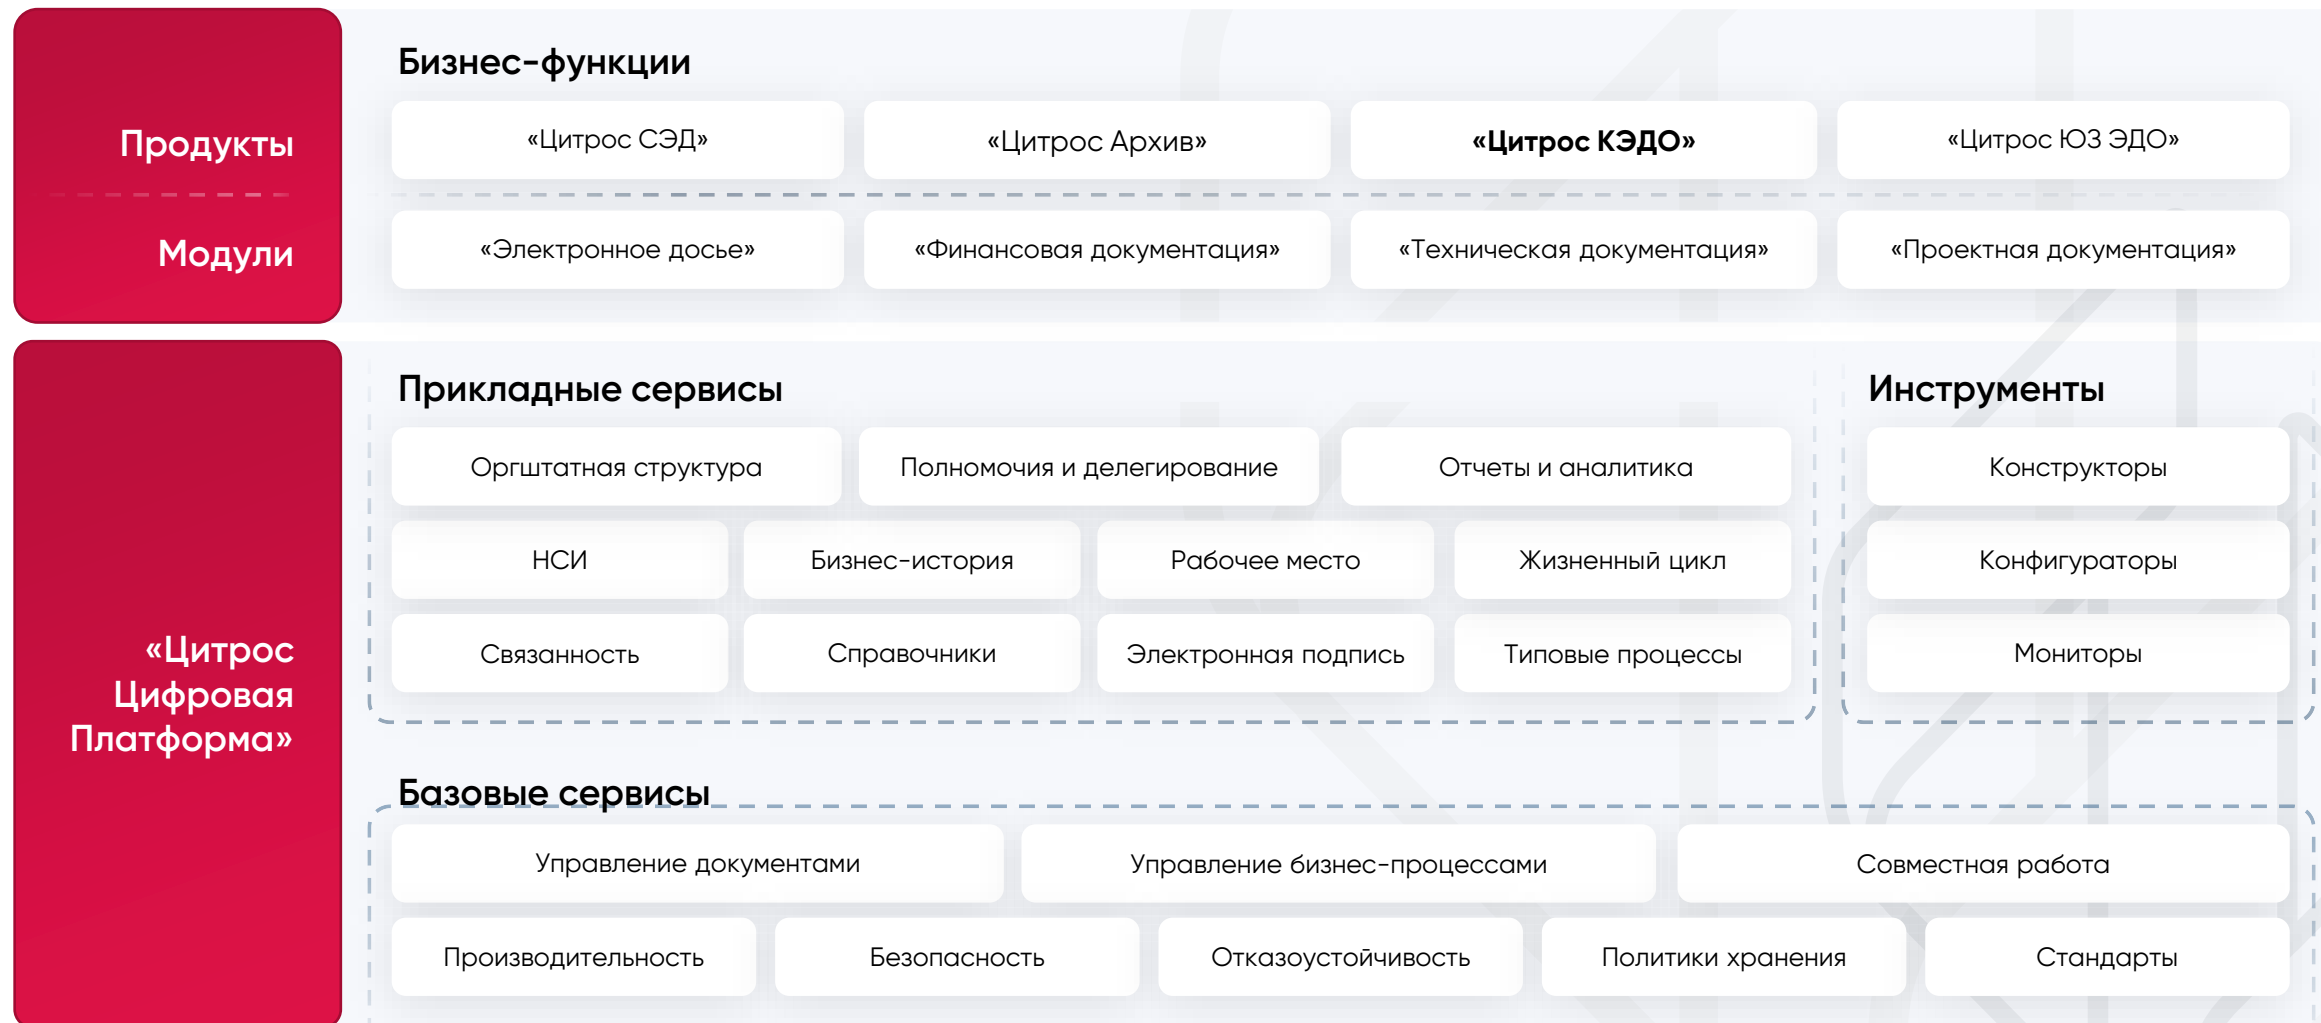 Продукты
Модули
Бизнес-функции
«Цитрос СЭД»
«Цитрос Архив»
«Цитрос КЭДО»
«Цитрос ЮЗ ЭДО»
«Электронное досье»
«Финансовая документация»
«Техническая документация»
«Проектная документация»
«Цитрос
Цифровая
Платформа»
Прикладные сервисы
Оргштатная структура
Полномочия и делегирование
Отчеты и аналитика
НСИ
Бизнес-история
Рабочее место
Жизненный цикл
Связанность
Справочники
Электронная подпись
Типовые процессы
Инструменты
Конструкторы
Конфигураторы
Мониторы
Базовые сервисы
Управление документами
Управление бизнес-процессами
Совместная работа
Производительность
Безопасность
Отказоустойчивость
Политики хранения
Стандарты